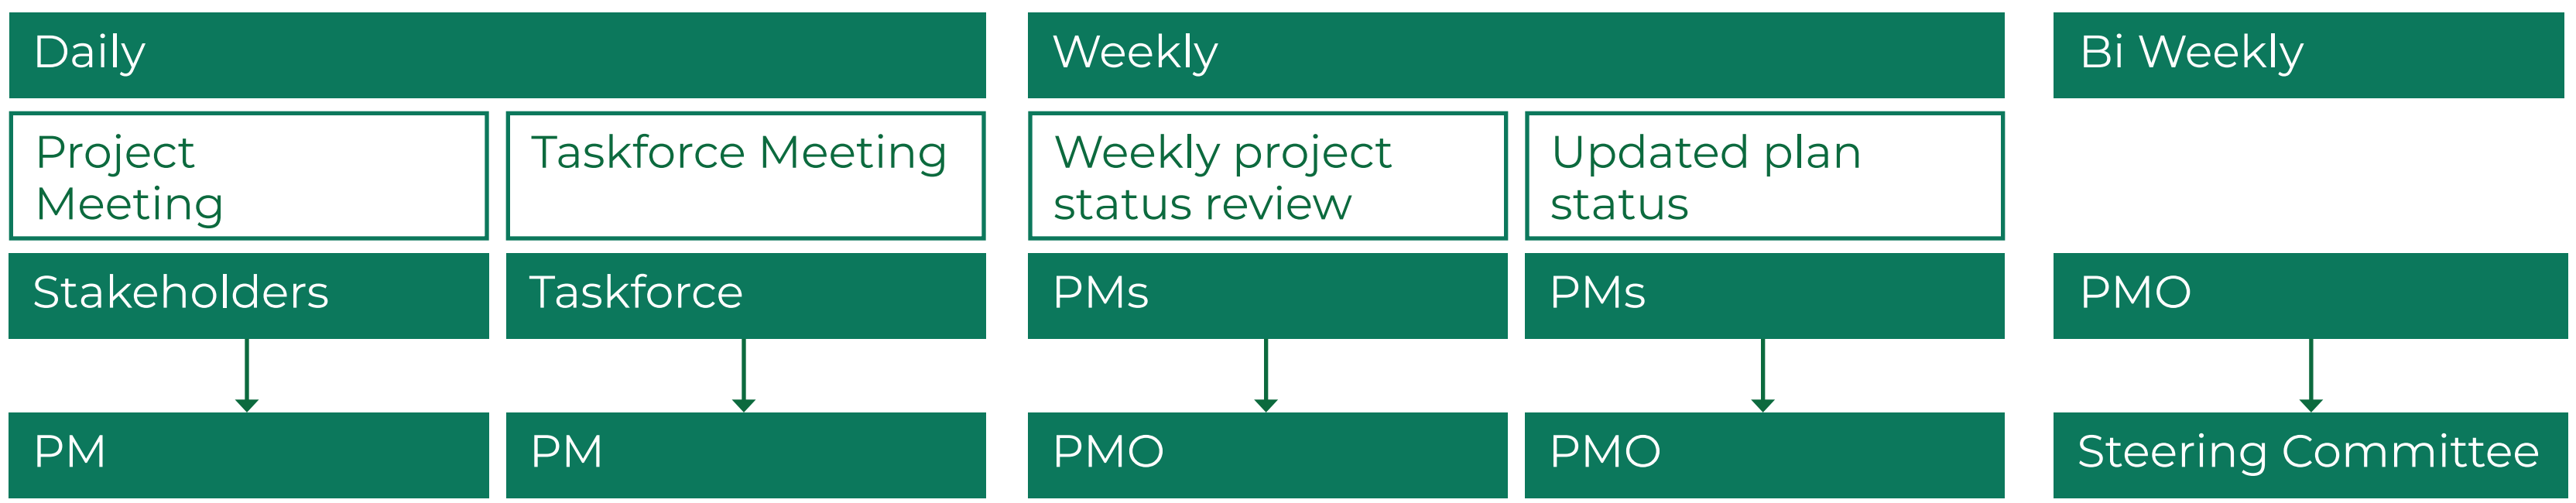 Daily
Weekly
Bi Weekly
Project
Meeting
Taskforce Meeting
Weekly project
status review
Updated plan
status
Stakeholders
Taskforce
PMs
PMs
PMO
PM
PM
PMO
PMO
Steering Committee